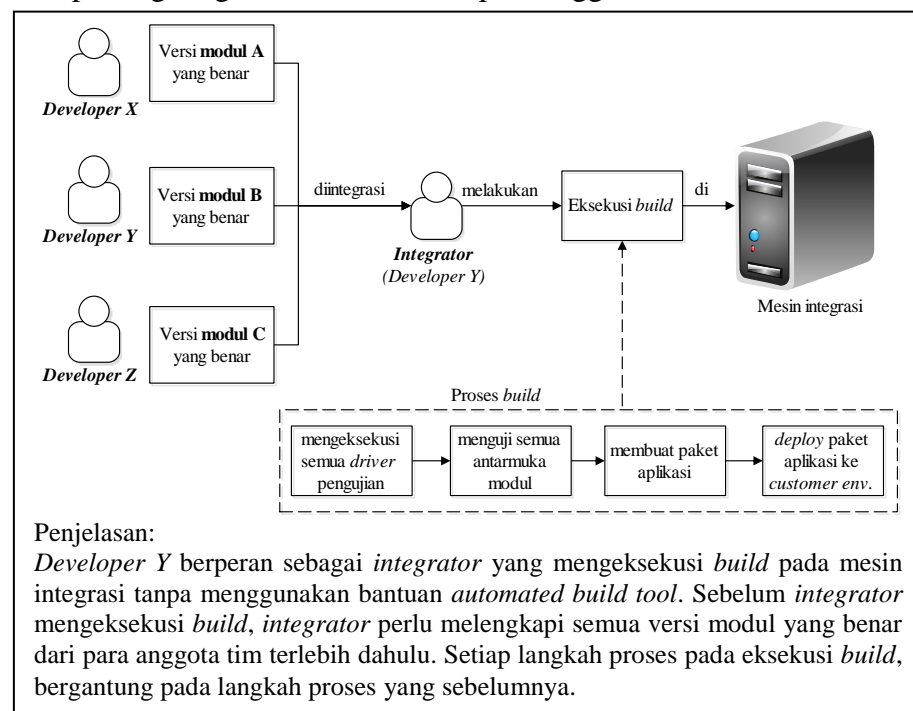 Versi modul A
yang benar
Developer X
Versi modul B
yang benar
Developer Y
Versi modul C
yang benar
Developer Z
diintegrasi
Integrator
(Developer Y)
melakukan
Eksekusi build
di
Mesin integrasi
Proses build
mengeksekusi
semua driver
pengujian
menguji semua
antarmuka
modul
membuat paket
aplikasi
deploy paket
aplikasi ke
customer env.
Penjelasan:
Developer Y berperan sebagai integrator yang mengeksekusi build pada mesin
integrasi tanpa menggunakan bantuan automated build tool. Sebelum integrator
mengeksekusi build, integrator perlu melengkapi semua versi modul yang benar
dari para anggota tim terlebih dahulu. Setiap langkah proses pada eksekusi build,
bergantung pada langkah proses yang sebelumnya.